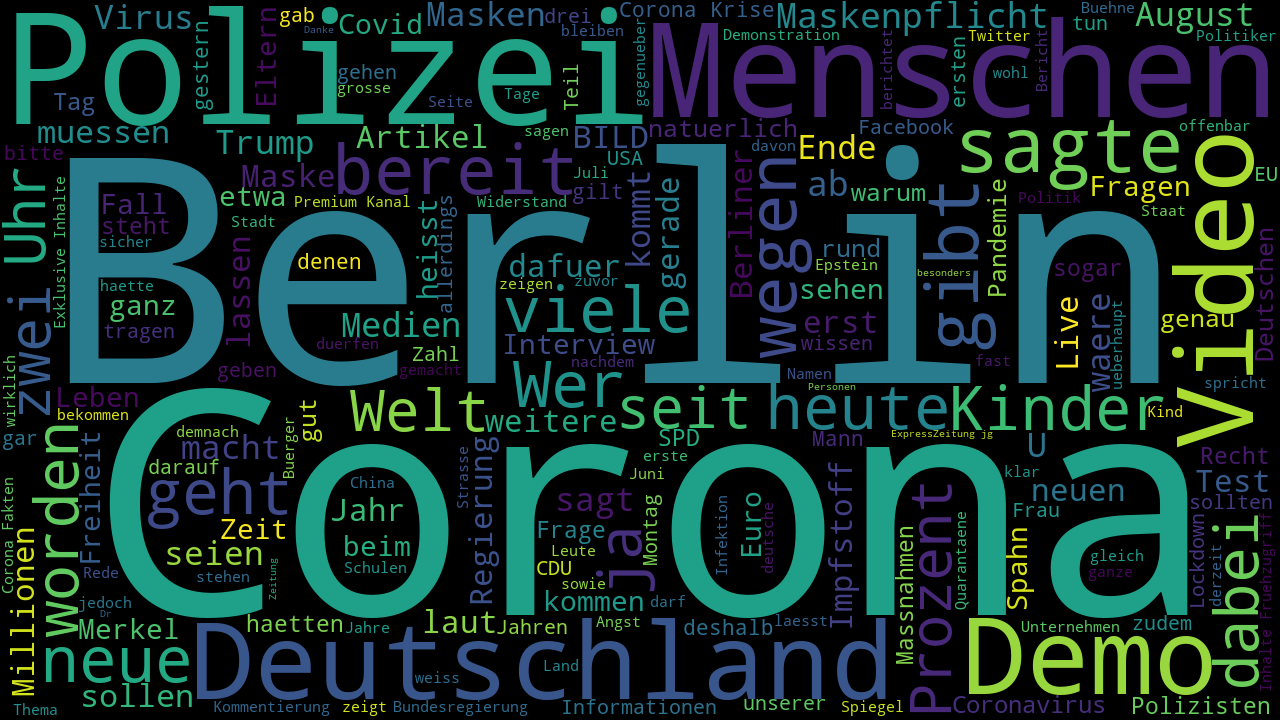 Virus
gab
Danke
Covid
Masken
drei
bleiben
Corona Krise
Maskenpflicht
tun
Buehne
August
Politiker
Polizei
Menschen
gestern
Eltern
gehen
grosse
Seite
Tage
Teil
gegenueber
Demonstration
berichtet
ersten
Twitter
wohl
Bericht
Tag
muessen
Trump
Artikel
sagen
BILD
natuerlich
davon
Ende
Facebook
sagte
offenbar
Video
EU
bitte
Maske
bereit
USA
Juli
gilt
kommt
gerade
Berliner
wegen
ab
warum
gibt
Pandemie
Fragen
Politik
Staat
Uhr
Exklusive Inhalte
Fall
steht
sicher
etwa
Stadt
Premium Kanal
Widerstand
heisst
allerdings
Berlin
denen
dafuer
zeigen
zuvor
rund
Epstein
sehen
besonders
sogar
Deutschen
zwei
haette
ganz
tragen
lassen
Medien
duerfen
viele
Interview
nachdem
erst
wissen
fast
Live
waere
ueberhaupt
genau
wirklich
Leben
bekommen
geben
Zahl
gemacht
Wer
Namen
Personen
spricht
gar
Welt
weitere
seit
heute
Kinder
Kind
worden
Freiheit
demnach
macht
darauf
Buerger
gut
geht
Regierung
Strasse
SPD
erste
Juni
Mann
ExpressZeitung jg
U
klar
Recht
Test
sollten
Corona Fakten
Millionen
Zeit
seien
stehen
Zeitung
China
Jahr
beim
Schulen
sagt
Frage
Leute
CDU
sowie
Montag
ja
Infektion
Euro
deutsche
Impfstoff
Massnahmen
Prozent
Quarantaene
Spahn
Frau
neuen
gleich
ganze
Lockdown
derzeit
dabei
Inhalte Fruehzugriff
Corona
Rede
jedoch
Dr
Merkel
haetten
Jahre
laut
Jahren
kommen
Angst
darf
deshalb
laesst
Unternehmen
zudem
neue
sollen
Deutschland
weiss
Land
Demo
Thema
Kommentierung
zeigt
Bundesregierung
Informationen
unserer
Spiegel
Coronavirus
Polizisten